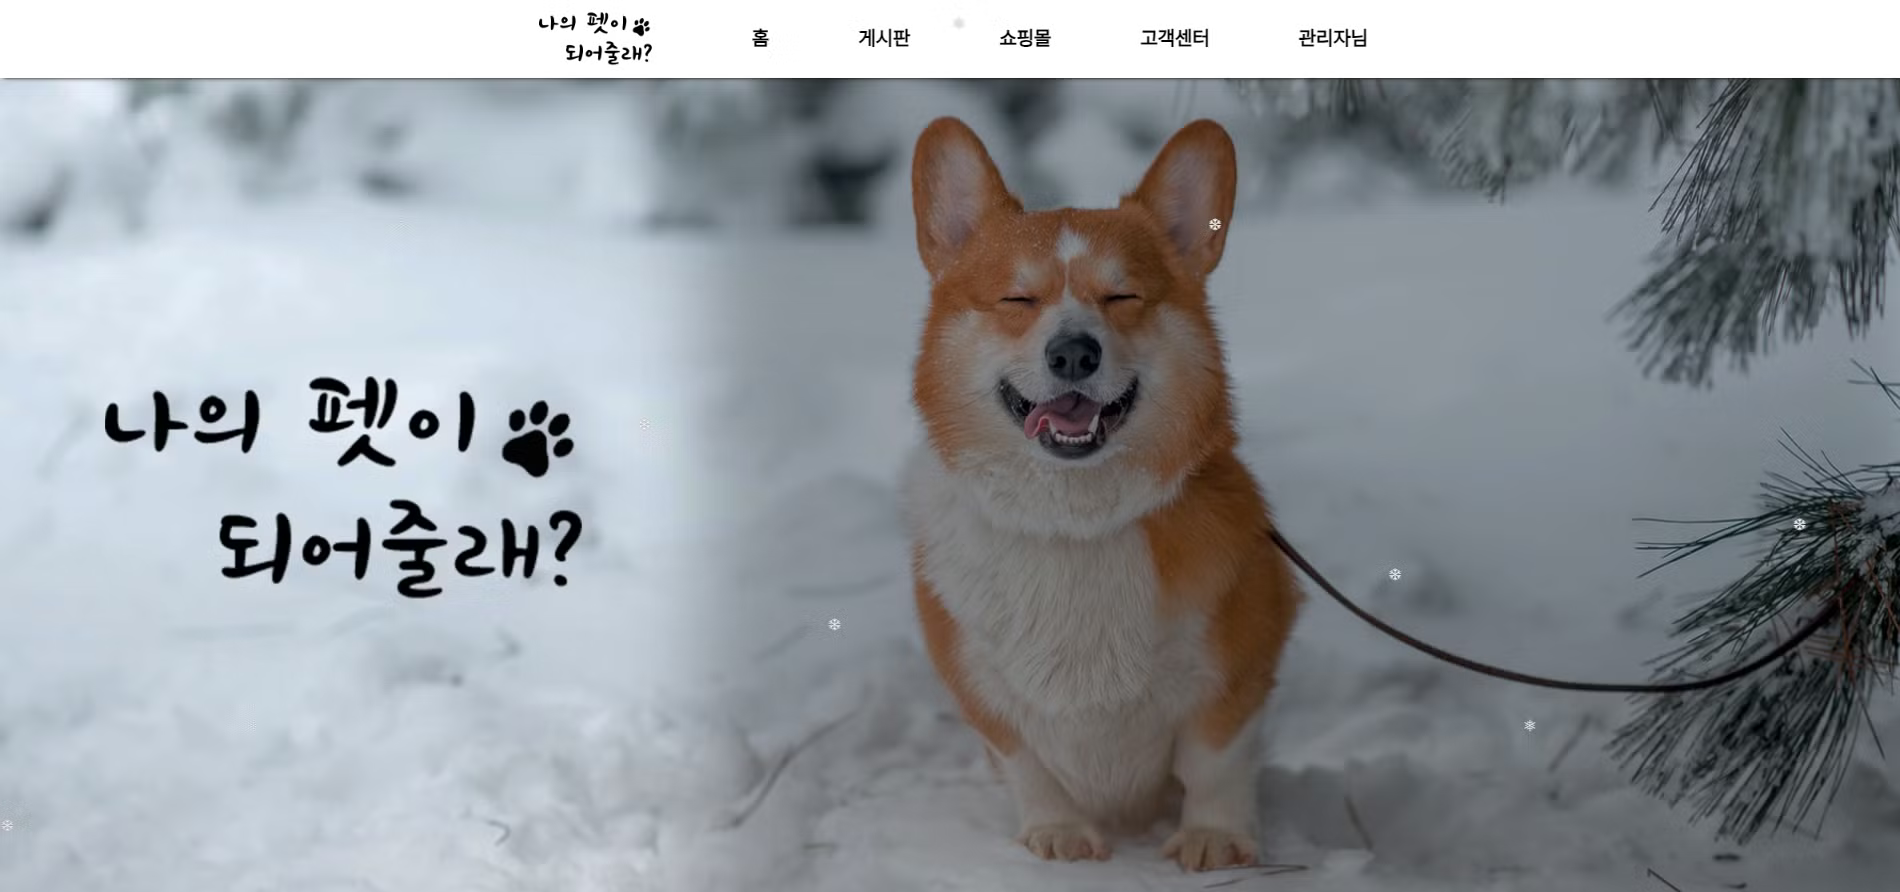 나의 펫이
되어줄래?
홈
게시판
쇼핑몰
고객센터
관리자님
나의 펫이
되어줄래?